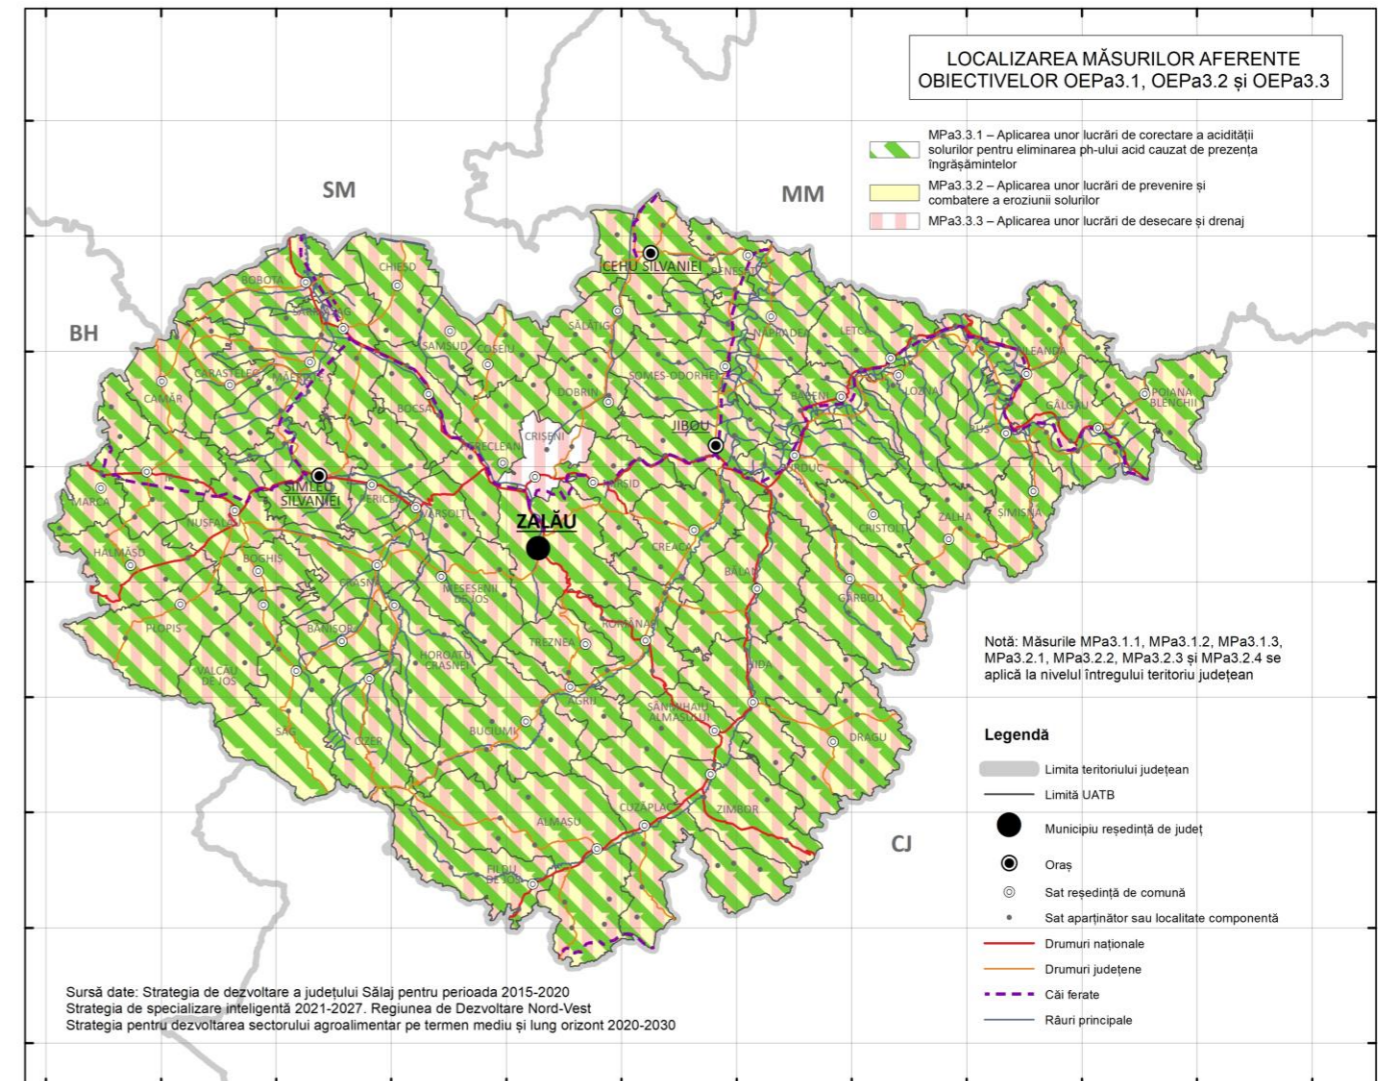 LOCALIZAREA MĂSURILOR AFERENTE
OBIECTIVELOR OEPa3.1, OEPa3.2 și OEPa3.3
MPa3.3.1 – Aplicarea unor lucrări de corectare a acidității
solurilor pentru eliminarea ph-ului acid cauzat de prezența
îngrășămintelor
MPa3.3.2 – Aplicarea unor lucrări de prevenire și
combatere a eroziunii solurilor
MPa3.3.3 – Aplicarea unor lucrări de desecare și drenaj
SM
MM
BH
CJ
CEHU SILVANIEI
BENESAT
CHIEȘD
BOBOTA
SĂLĂȚIG
NĂPRADEA
LETCA
ILEANDA
SAMSUD
COȘEIU
CARASTELEC
CAMĂR
SOMEȘ-ODORHEI
DOBRIN
BOCȘA
BĂBENI
LOZNA
GÂLGĂU
POIANA
BLENCHII
RUS
JIBOU
CRIȘENI
HERECLEAN
SURDUC
MIRȘID
ȘIMLEU
SILVANIEI
PERICEI
VÂRȘOLȚ
MARCA
NUȘFALĂU
ZALĂU
CRISTOLȚ
ZALHA
ȘIMIȘNA
HALMĂSD
BOGHIȘ
CRASNA
MESEȘENII
DE JOS
CREACA
BĂLAN
GÂRBOU
PLOPIȘ
BĂNIȘOR
HOROATU
CRASNEI
TREZNEA
ROMÂNAȘI
HIDA
VALCĂU
DE JOS
AGRIJ
SÂNMIHAIU
ALMAȘULUI
SÂG
CIZER
BUCIUMI
DRAGU
ALMAȘU
CUZĂPLAC
ZIMBOR
FILDU
DE JOS
Notă: Măsurile MPa3.1.1, MPa3.1.2, MPa3.1.3,
MPa3.2.1, MPa3.2.2, MPa3.2.3 și MPa3.2.4 se
aplică la nivelul întregului teritoriu județean
Legendă
Limita teritoriului județean
Limită UATB
Municipiu reședință de județ
Oraș
Sat reședință de comună
Sat aparținător sau localitate componentă
Drumuri naționale
Drumuri județene
Căi ferate
Râuri principale
Sursă date: Strategia de dezvoltare a județului Sălaj pentru perioada 2015-2020
Strategia de specializare inteligentă 2021-2027. Regiunea de Dezvoltare Nord-Vest
Strategia pentru dezvoltarea sectorului agroalimentar pe termen mediu și lung orizont 2020-2030